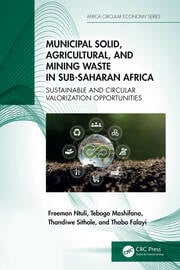 AFRICA CIRCULAR ECONOMY SERIES
MUNICIPAL SOLID,
AGRICULTURAL, AND
MINING WASTE
IN SUB-SAHARAN AFRICA
SUSTAINABLE AND CIRCULAR
VALORIZATION OPPORTUNITIES
Freeman Ntuli, Tebogo Mashifana,
Thandiwe Sithole, and Thabo Falayi
CRC Press
Taylor & Francis Group